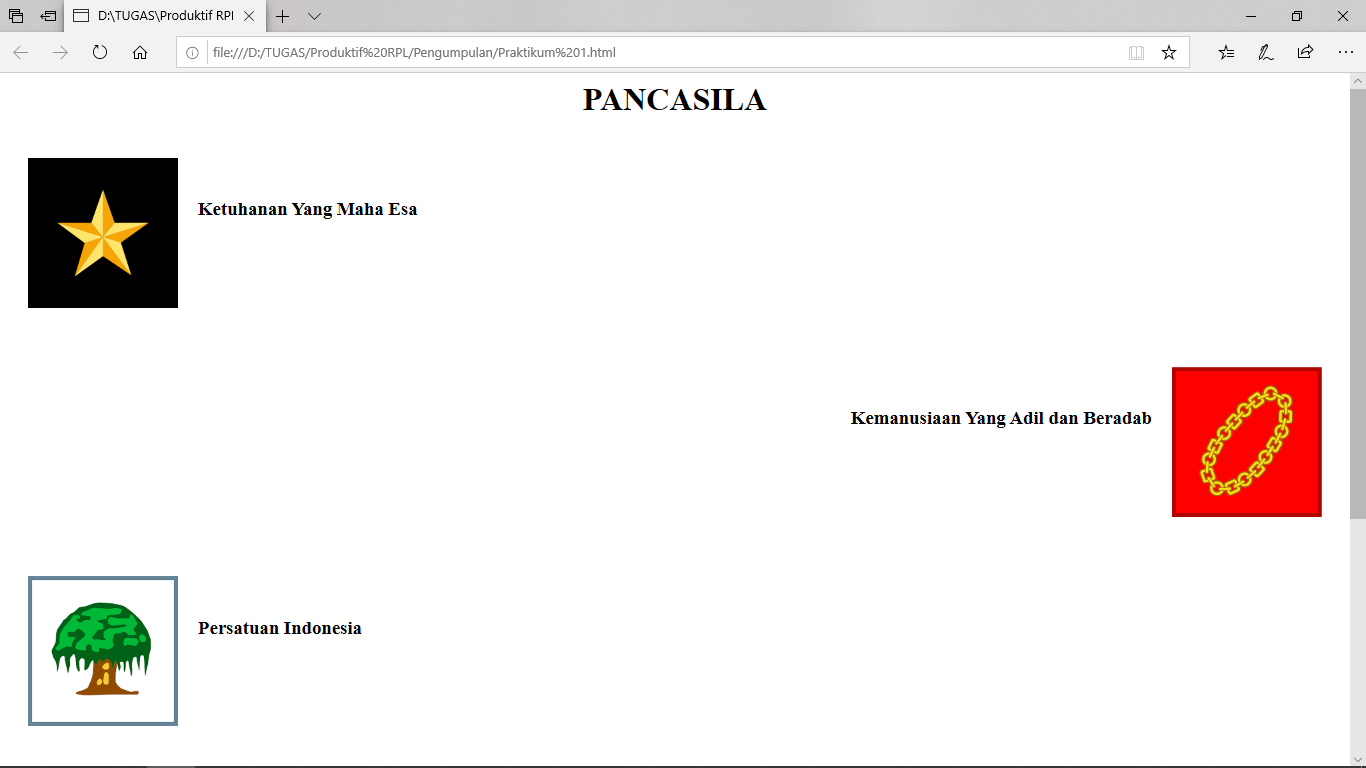 D:\TUGAS\Produktif RPL
file:///D:/TUGAS/Produktif%20RPL/Pengumpulan/Praktikum%201.html
PANCASILA
Ketuhanan Yang Maha Esa
Kemanusiaan Yang Adil dan Beradab
Persatuan Indonesia